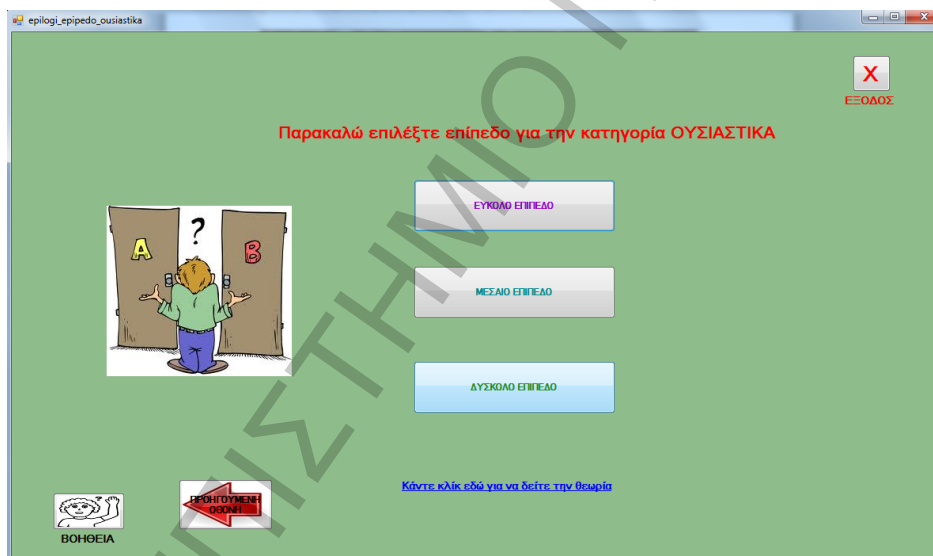 epilogi_epipedo_ousiastika
X
ΕΞΟΔΟΣ
Παρακαλώ επιλέξτε επίπεδο για την κατηγορία ΟΥΣΙΑΣΤΙΚΑ
ΕΥΚΟΛΟ ΕΠΙΠΕΔΟ
?
A B
ΜΕΣΑΙΟ ΕΠΙΠΕΔΟ
ΔΥΣΚΟΛΟ ΕΠΙΠΕΔΟ
Κάντε κλίκ εδώ για να δείτε την θεωρία
ΠΡΟΗΓΟΥΜΕΝΗ
ΟΘΟΝΗ
ΒΟΗΘΕΙΑ